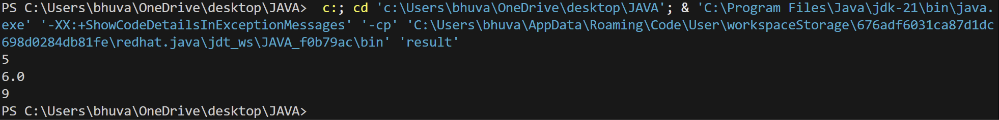 PS C:\Users\bhuva\OneDrive\desktop\JAVA>  c:; cd 'c:\Users\bhuva\OneDrive\desktop\JAVA'; & 'C:\Program Files\Java\jdk-21\bin\java.
exe' '-XX:+ShowCodeDetailsInExceptionMessages' '-cp' 'C:\Users\bhuva\AppData\Roaming\Code\User\workspaceStorage\676adf6031ca87d1dc
698d0284db81fe\redhat.java\jdt_ws\JAVA_f0b79ac\bin' 'result'
5
6.0
9
PS C:\Users\bhuva\OneDrive\desktop\JAVA>